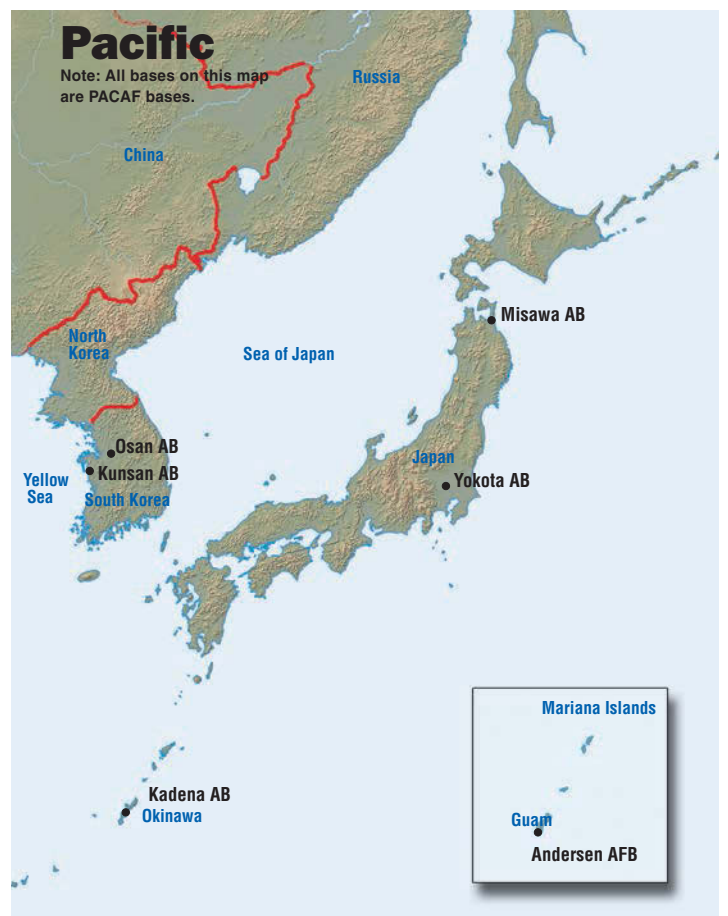 Pacific
Note: All bases on this map
are PACAF bases.
Russia
China
Misawa AB
North
Korea
Sea of Japan
Osan AB
Kunsan AB
Yellow
Sea
South Korea
Japan
Yokota AB
Mariana Islands
Kadena AB
Okinawa
Guam
Andersen AFB